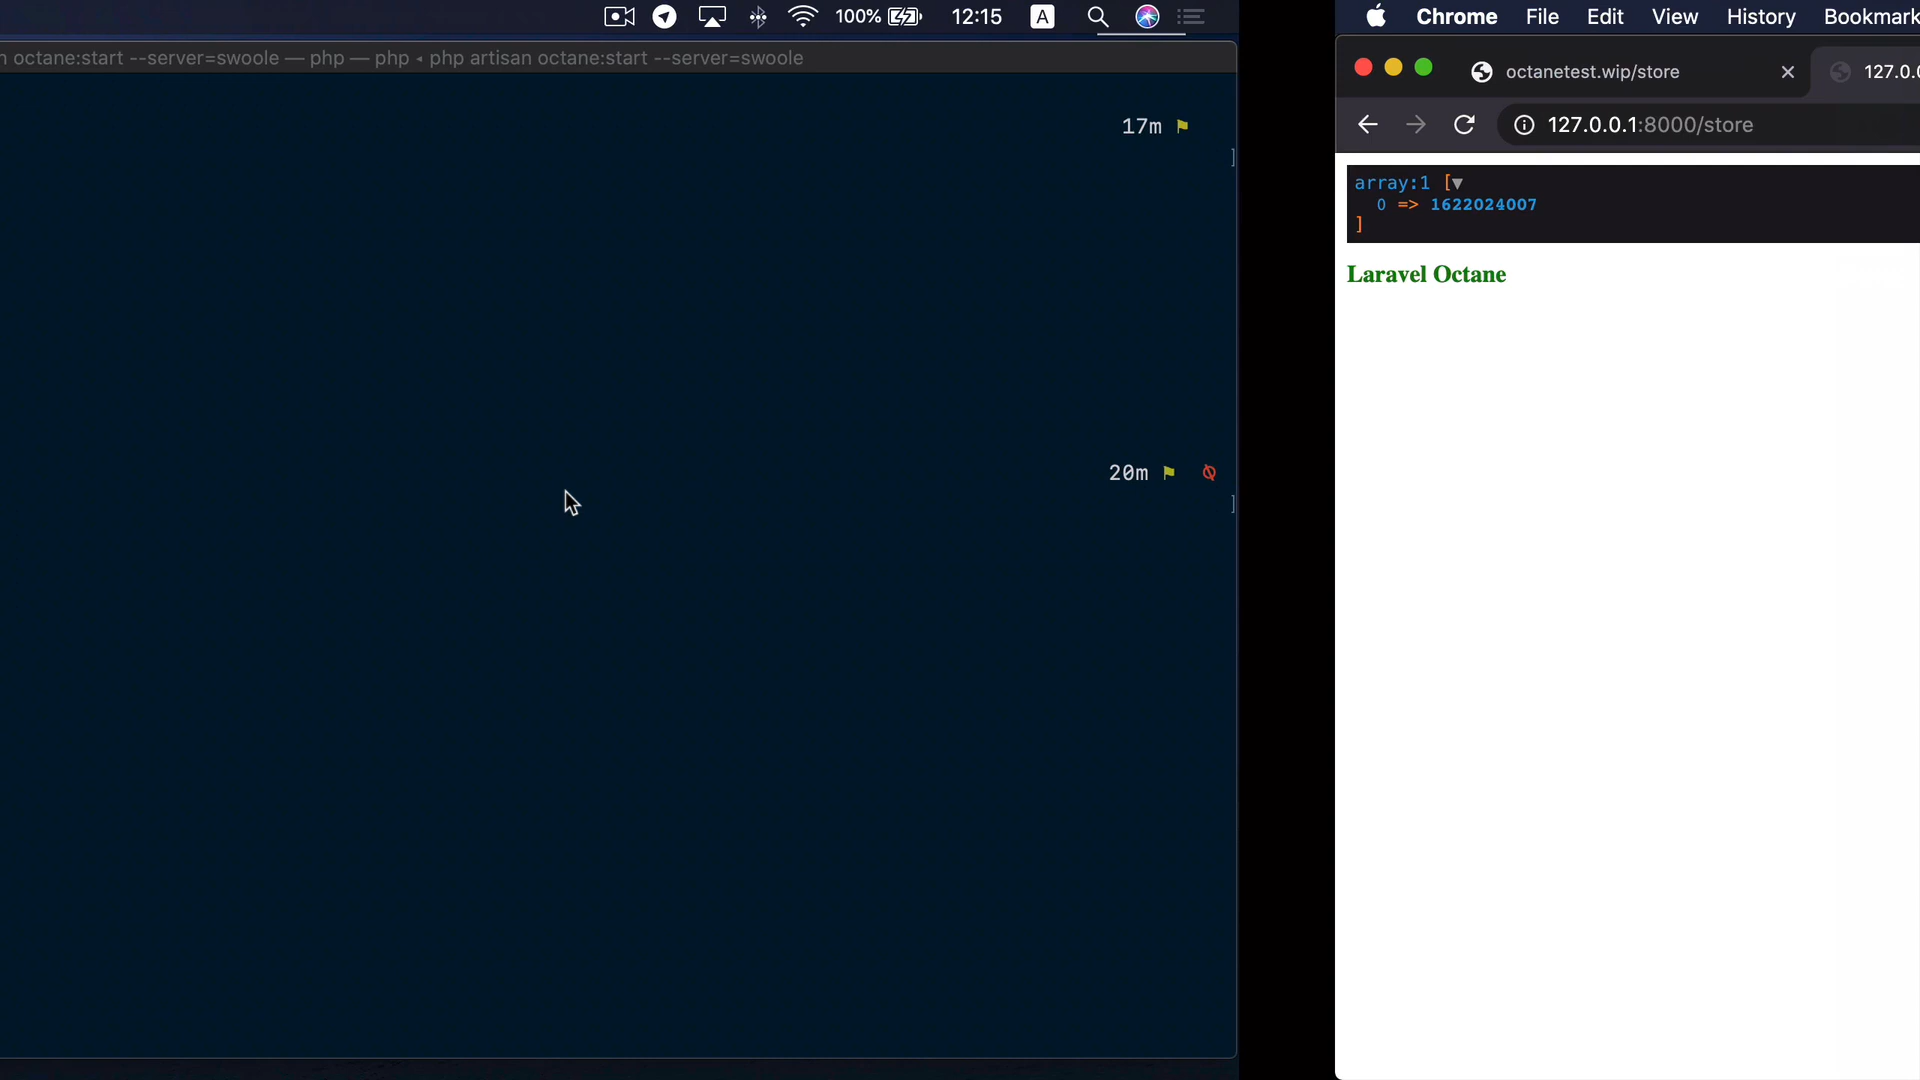 100% 12:15 A
n octane:start --server=swoole — php — php ◂ php artisan octane:start --server=swoole
17m
]
20m
]
Chrome File Edit View History Bookmark
octanetest.wip/store
127.0.0.1:8000/store
array:1 [▼
0 => 1622024007
]
Laravel Octane